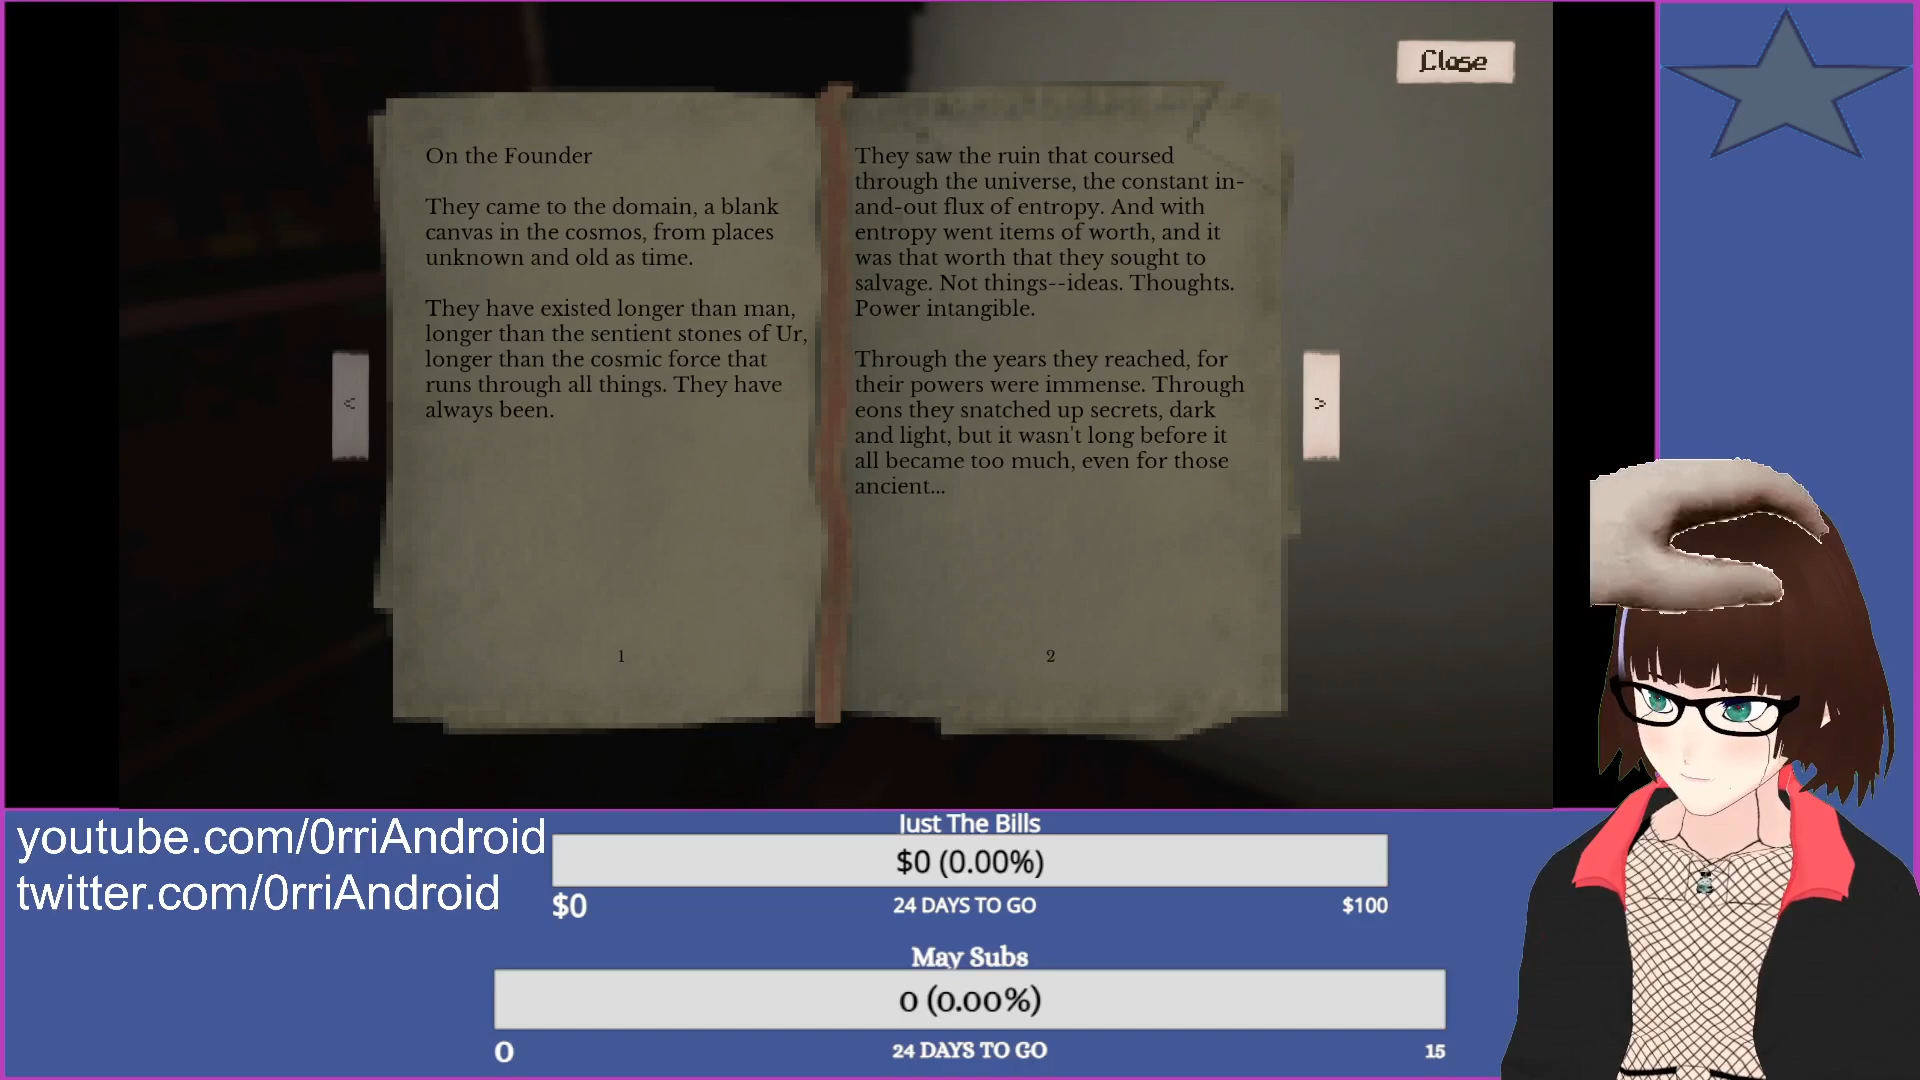 Close
On the Founder
They came to the domain, a blank
canvas in the cosmos, from places
unknown and old as time.
They have existed longer than man,
longer than the sentient stones of Ur,
longer than the cosmic force that
runs through all things. They have
always been.
1
They saw the ruin that coursed
through the universe, the constant in-
and-out flux of entropy. And with
entropy went items of worth, and it
was that worth that they sought to
salvage. Not things--ideas. Thoughts.
Power intangible.
Through the years they reached, for
their powers were immense. Through
eons they snatched up secrets, dark
and light, but it wasn't long before it
all became too much, even for those
ancient...
2
<
>
youtube.com/0rriAndroid
twitter.com/0rriAndroid
Just The Bills
$0 (0.00%)
$0
24 DAYS TO GO
$100
May Subs
0 (0.00%)
0
24 DAYS TO GO
15